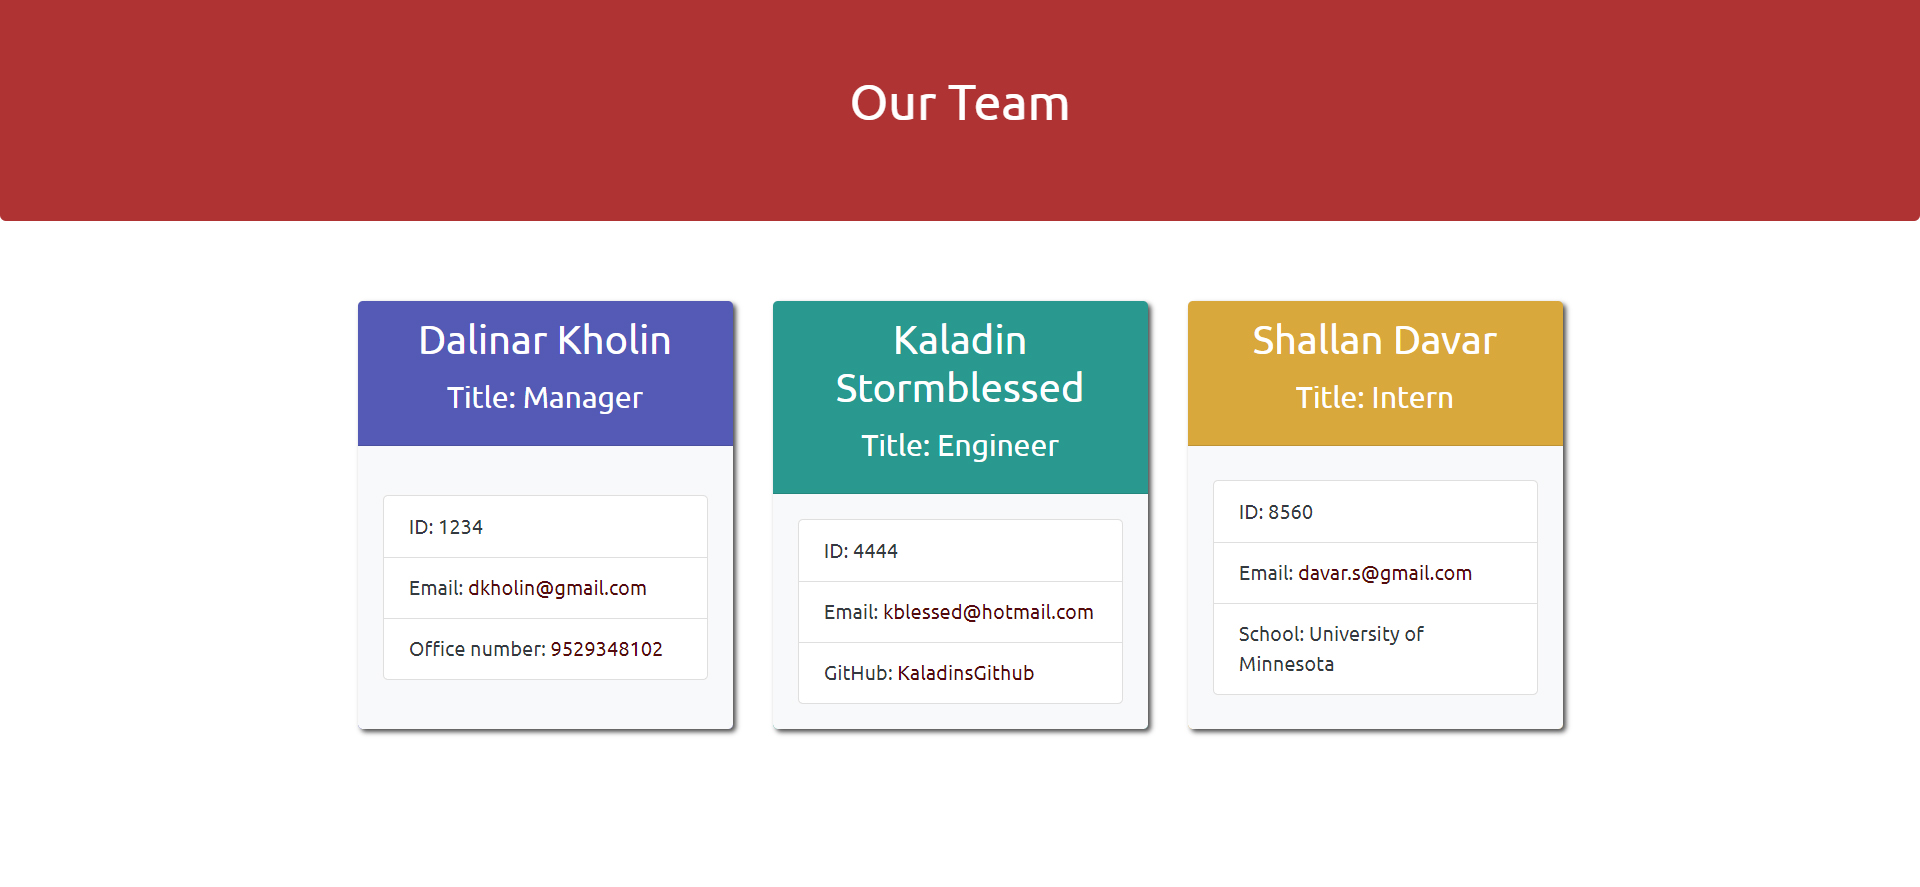 Our Team
Dalinar Kholin
Title: Manager
ID: 1234
Email: dkholin@gmail.com
Office number: 9529348102
Kaladin
Stormblessed
Title: Engineer
ID: 4444
Email: kblessed@hotmail.com
GitHub: KaladinsGithub
Shallan Davar
Title: Intern
ID: 8560
Email: davar.s@gmail.com
School: University of
Minnesota